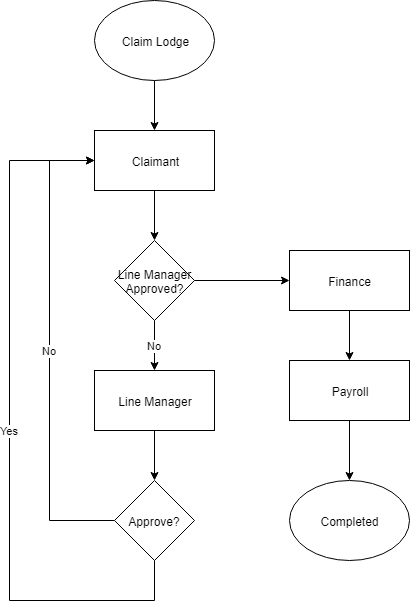 Claim Lodge
Claimant
Line Manager
Approved?
Finance
No
No
Line Manager
Payroll
Yes
Approve?
Completed